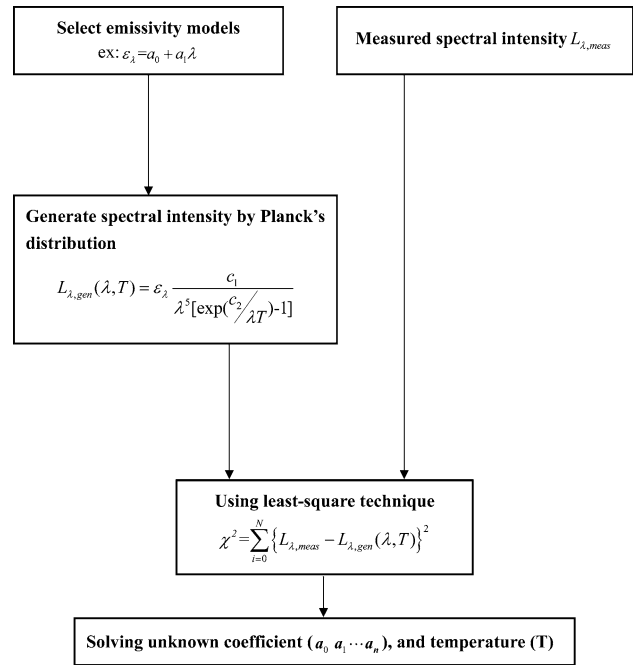 Select emissivity models
ex: ε_λ=a_0 + a_1λ
Measured spectral intensity L_λ,meas
Generate spectral intensity by Planck's
distribution
L_λ,gen(λ,T) = ε_λ c_1 / λ^5[exp(c_2/λT)-1]
Using least-square technique
χ^2=∑_{i=0}^{N}{L_λ,meas − L_λ,gen(λ,T)}^2
Solving unknown coefficient (a_0 a_1 ⋯a_n), and temperature (T)